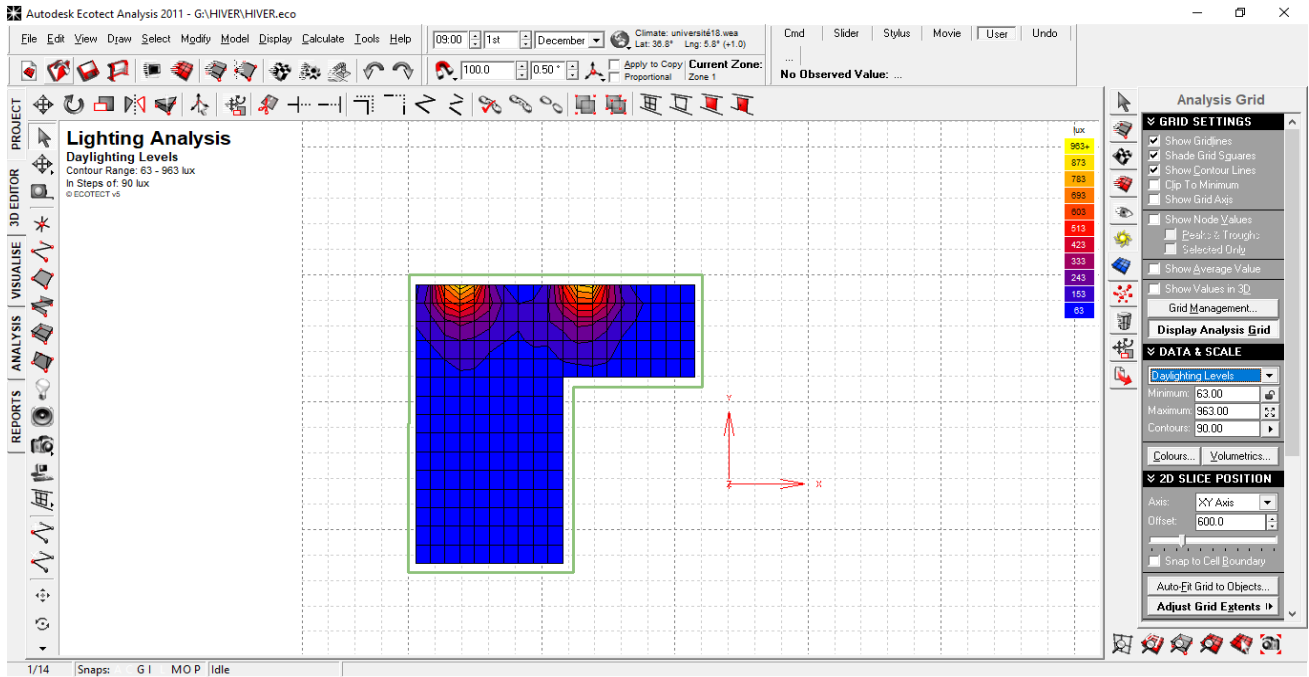 Autodesk Ecotect Analysis 2011 - G:\HIVER\HIVER.eco
File Edit View Draw Select Modify Model Display Calculate Tools Help
09:00 1st December
Climate: université18.wea
Lat: 36.8° Lng: 5.8° (+1.0)
Cmd Slider Stylus Movie User Undo
...
No Observed Value: ...
100.0 0.50 °
Apply to Copy
Proportional
Current Zone:
Zone 1
PROJECT
3D EDITOR
VISUALISE
ANALYSIS
REPORTS
Lighting Analysis
Daylighting Levels
Contour Range: 63 - 963 lux
In Steps of: 90 lux
© ECOTECT v5
lux
963+
873
783
693
603
513
423
333
243
153
63
Y
Z
X
Analysis Grid
GRID SETTINGS
Show Gridlines
Shade Grid Squares
Show Contour Lines
Clip To Minimum
Show Grid Axis
Show Node Values
Peaks & Troughs
Selected Only
Show Average Value
Show Values in 3D
Grid Management...
Display Analysis Grid
DATA & SCALE
Daylighting Levels
Minimum: 63.00
Maximum: 963.00
Contours: 90.00
Colours... Volumetrics...
2D SLICE POSITION
Axis: XY Axis
Offset: 600.0
Snap to Cell Boundary
Auto-Fit Grid to Objects...
Adjust Grid Extents
1/14 Snaps: G I M O P Idle